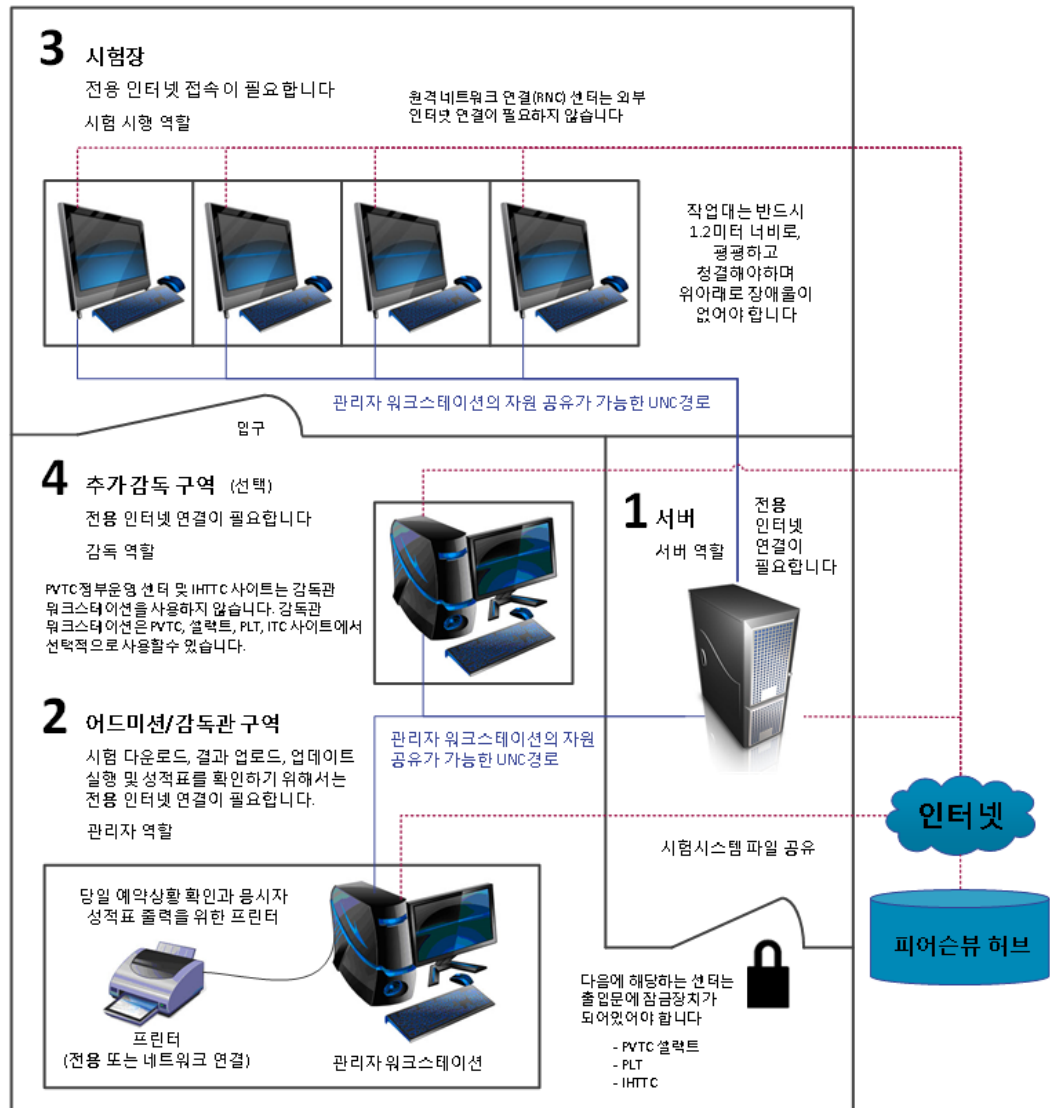 3 시험장
전용 인터넷 접속이 필요합니다
시험 시행 역할
원격 네트워크 연결(RNC) 센터는 외부
인터넷 연결이 필요하지 않습니다
작업대는 반드시
1.2미터 너비로,
평평하고
청결해야하며
위아래로 장애울이
없어야 합니다
관리자 워크스테이션의 자원 공유가 가능한 UNC경로
입구
4 추가 감독 구역 (선택)
전용 인터넷 연결이 필요합니다
감독 역할
PVTC정부운영 센터 및 IHTTC 사이트는 감독관
워크스테이션을 사용하지 않습니다. 감독관
워크스테이션은 PVTC, 셀랙트, PLT, ITC 사이트에서
선택적으로 사용할수 있습니다.
1 서버
서버 역할
전용
인터넷
연결이
필요합니다
2 어드미션/감독관 구역
시험 다운로드, 결과 업로드, 업데이트
실행 및 성적표를 확인하기 위해서는
전용 인터넷 연결이 필요합니다.
관리자 역할
관리자 워크스테이션의 자원
공유가 가능한 UNC경로
시험시스템 파일 공유
인터넷
피어슨뷰 허브
당일 예약상황 확인과 응시자
성적표 출력을 위한 프린터
프린터
(전용 또는 네트워크 연결)
관리자 워크스테이션
다음에 해당하는 센터는
출입문에 잠금장치가
되어있어야 합니다
- PVTC 셀랙트
- PLT
- IHTTC